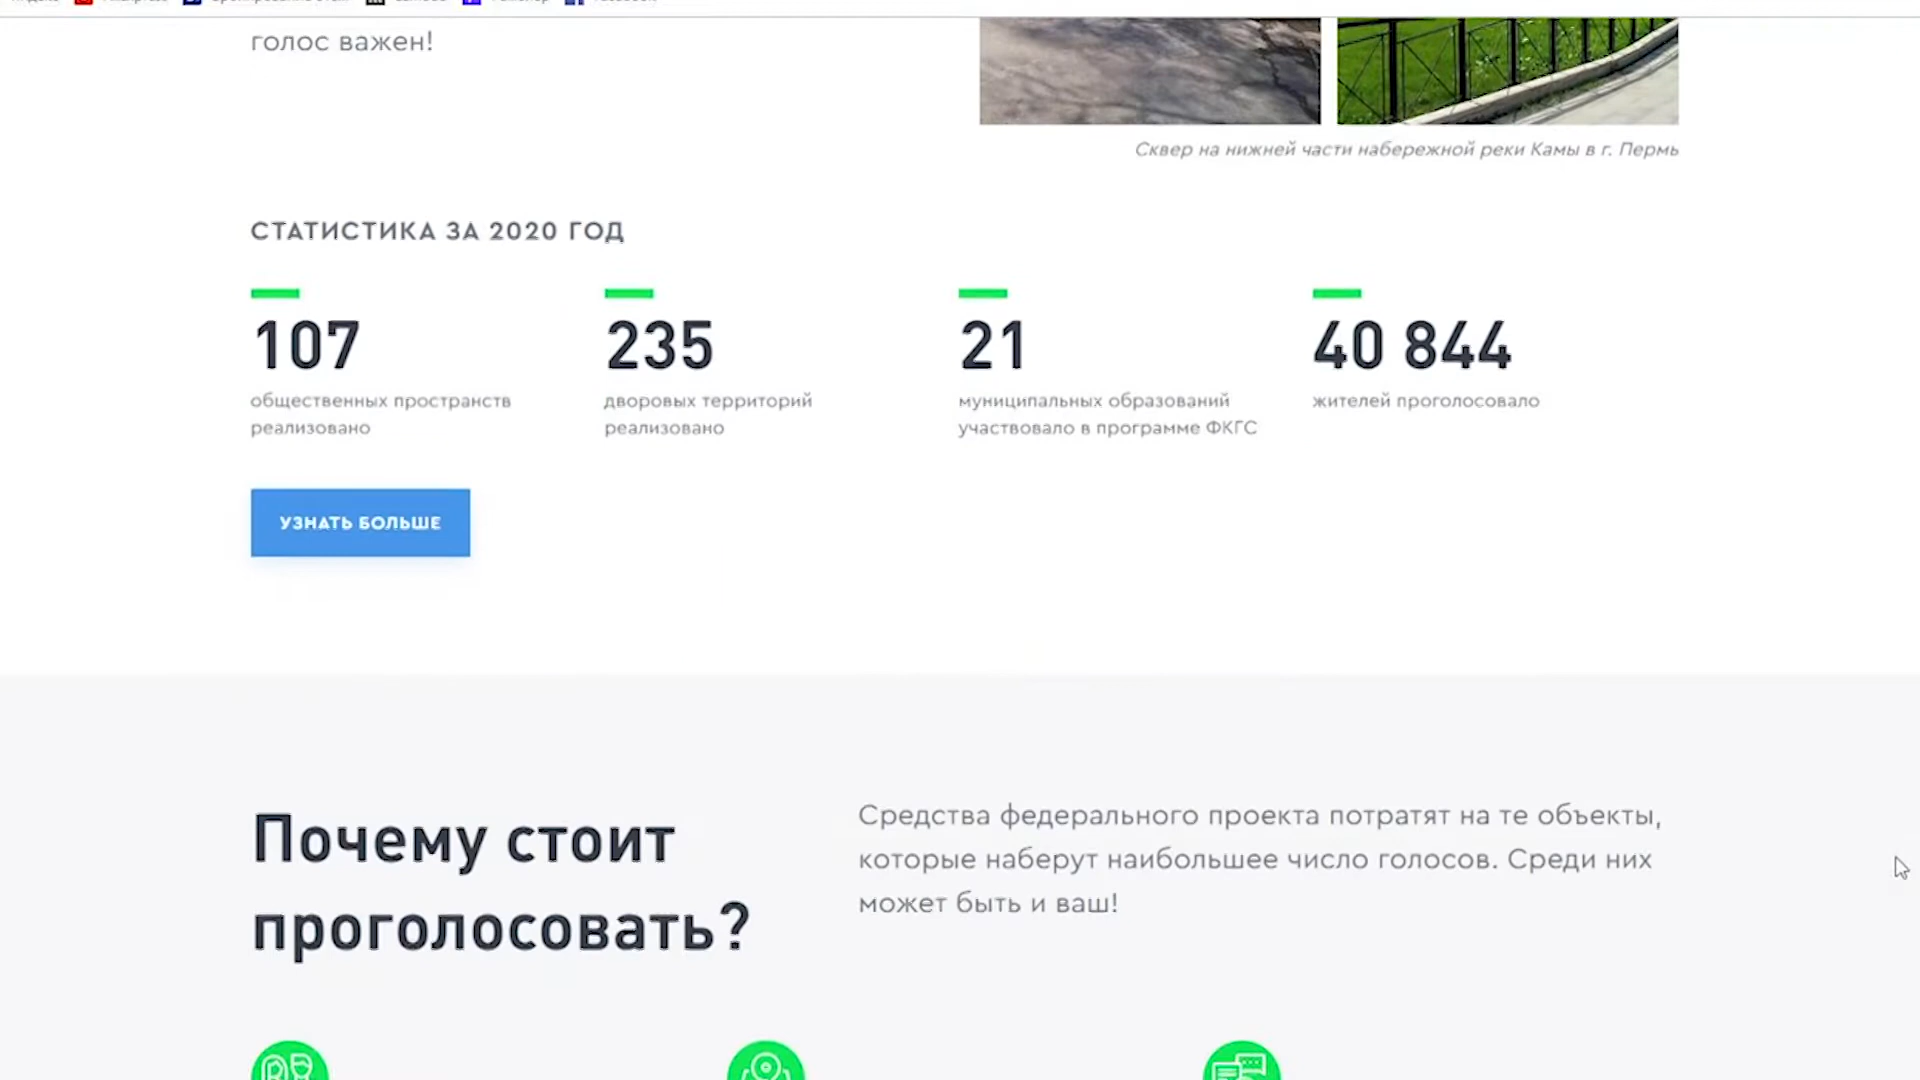 голос важен!
Сквер на нижней части набережной реки Камы в г. Пермь
СТАТИСТИКА ЗА 2020 ГОД
107
общественных пространств
реализовано
235
дворовых территорий
реализовано
21
муниципальных образований
участвовало в программе ФКГС
40 844
жителей проголосовало
УЗНАТЬ БОЛЬШЕ
Почему стоит
проголосовать?
Средства федерального проекта потратят на те объекты,
которые наберут наибольшее число голосов. Среди них
может быть и ваш!